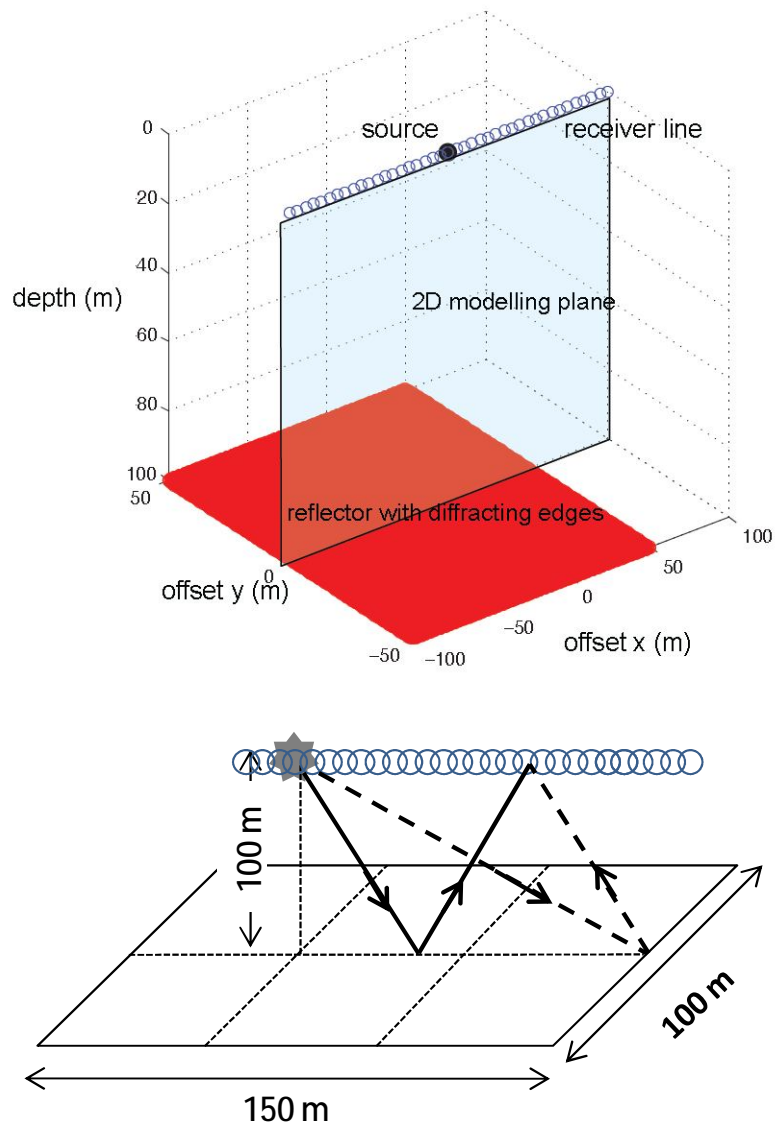 0
source
receiver line
20
40
depth (m)
2D modelling plane
60
80
100
50
reflector with diffracting edges
100
0
50
offset y (m)
0
−50
−50
offset x (m)
−100
100 m
100 m
150 m